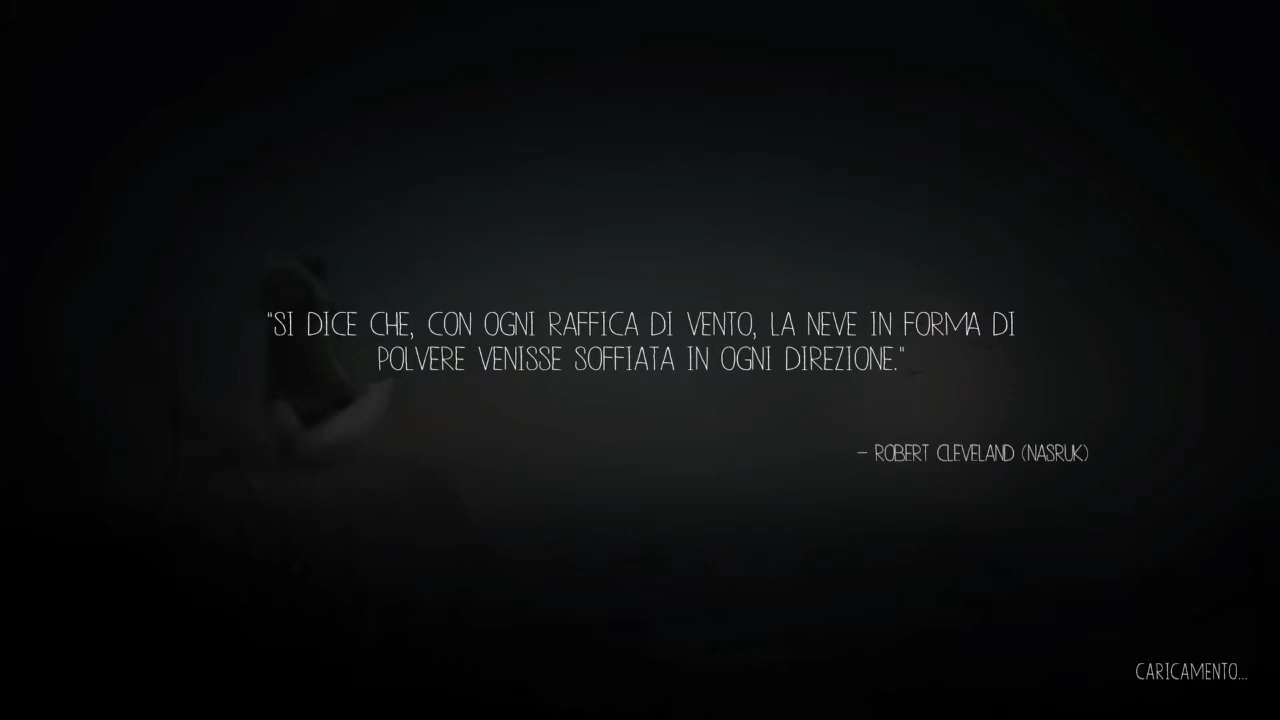 "SI DICE CHE, CON OGNI RAFFICA DI VENTO, LA NEVE IN FORMA DI
POLVERE VENISSE SOFFIATA IN OGNI DIREZIONE."
– ROBERT CLEVELAND (NASRUK)
CARICAMENTO...